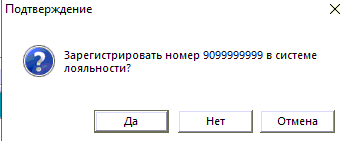 Подтверждение
Зарегистрировать номер 9099999999 в системе
лояльности?
Да
Нет
Отмена